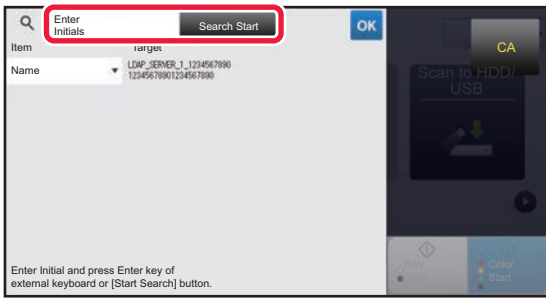 Enter
Initials
Search Start
OK
CA
Item
Target
Name
LDAP_SERVER_1_1234567890
12345678901234567890
Scan to HDD/
USB
B/W
Start
Color
Start
Enter Initial and press Enter key of
external keyboard or [Start Search] button.